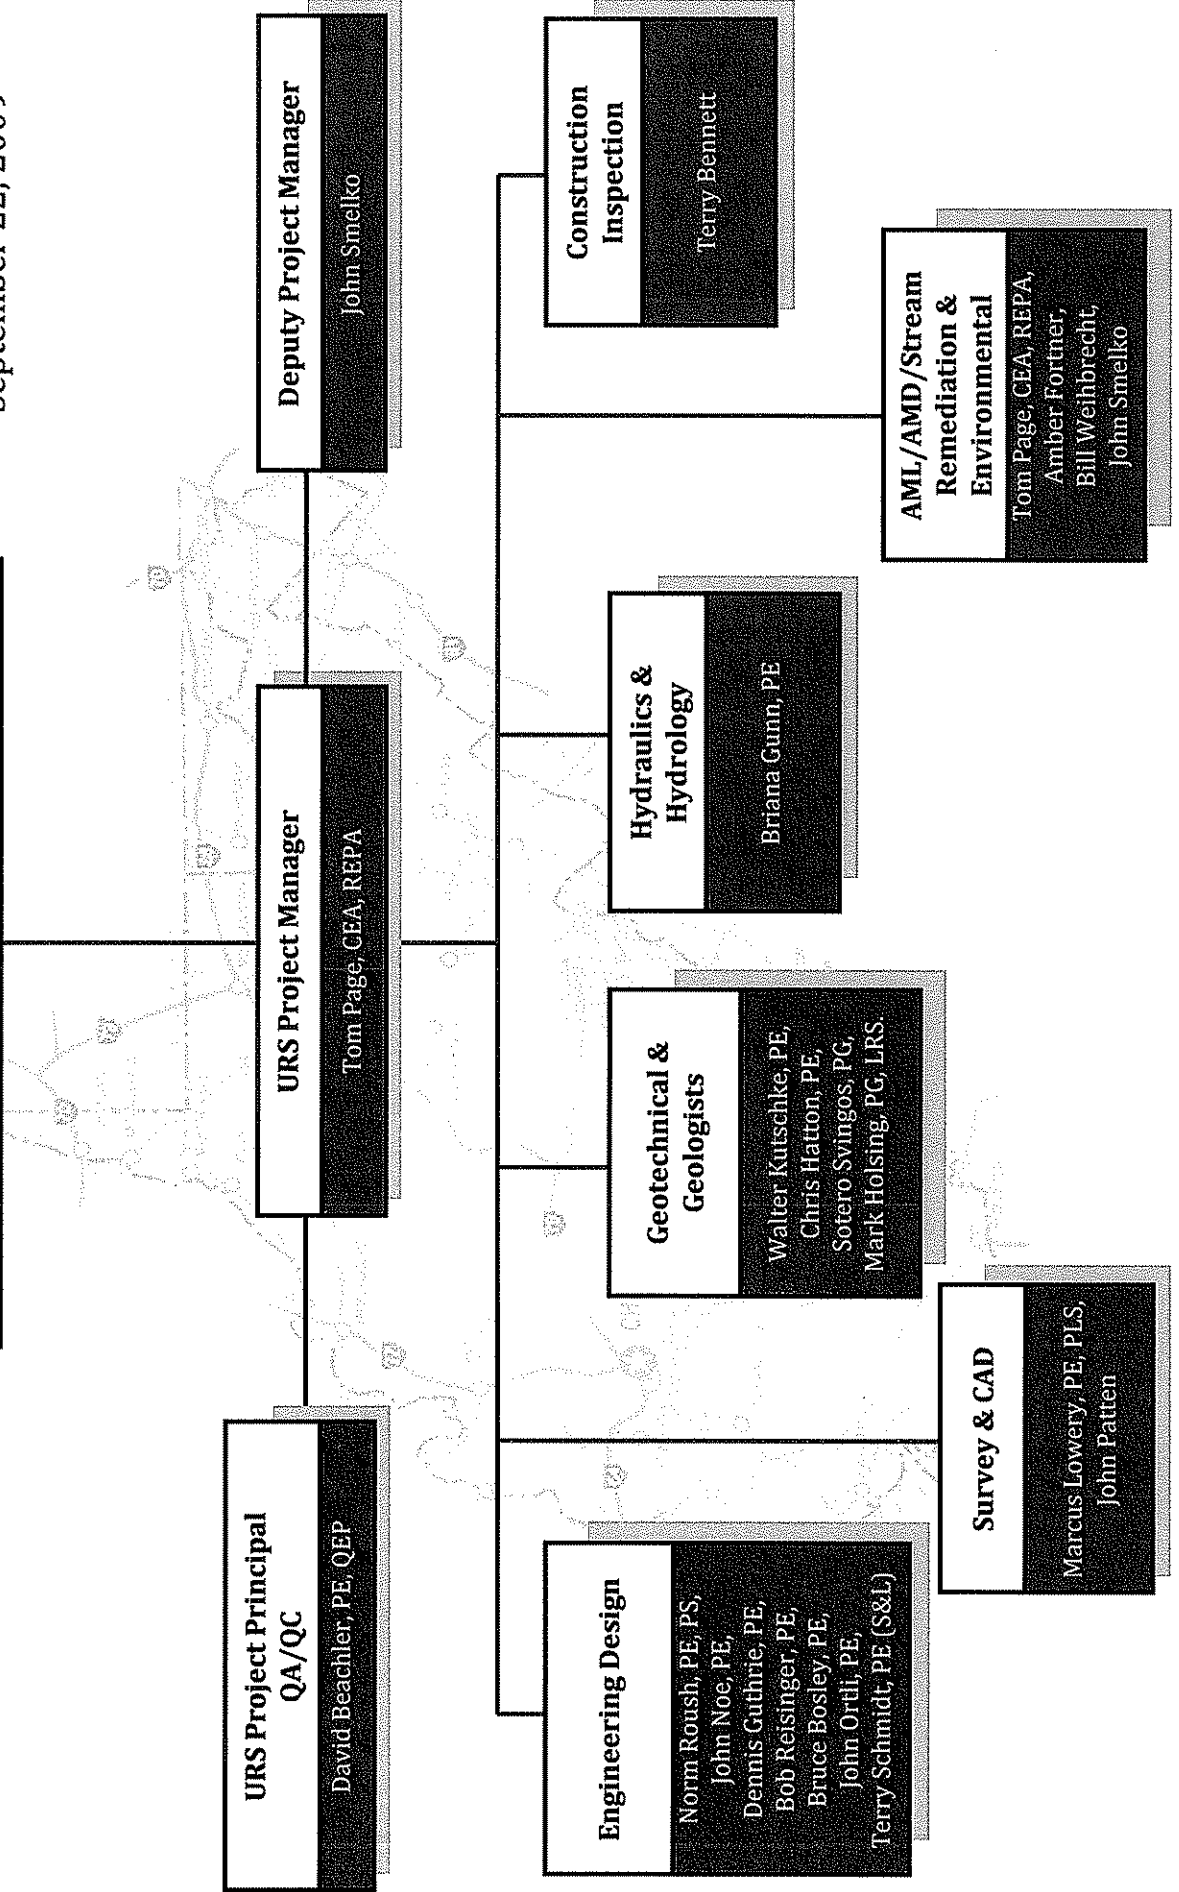 September 22, 2009
URS Project Principal
QA/QC
David Beachler, PE, QEP
URS Project Manager
Tom Page, CEA, REPA
Deputy Project Manager
John Smelko
Engineering Design
Norm Roush, PE, PS,
John Noe, PE,
Dennis Guthrie, PE,
Bob Reisinger, PE,
Bruce Bosley, PE,
John Ortli, PE,
Terry Schmidt, PE (S&L)
Survey & CAD
Marcus Lowery, PE, PLS,
John Patten
Geotechnical &
Geologists
Walter Kutschke, PE,
Chris Hatton, PE,
Sotero Svingos, PG,
Mark Holsing, PG, LRS.
Hydraulics &
Hydrology
Briana Gunn, PE
AML/AMD/Stream
Remediation &
Environmental
Tom Page, CEA, REPA,
Amber Fortner,
Bill Weihbrecht,
John Smelko
Construction
Inspection
Terry Bennett